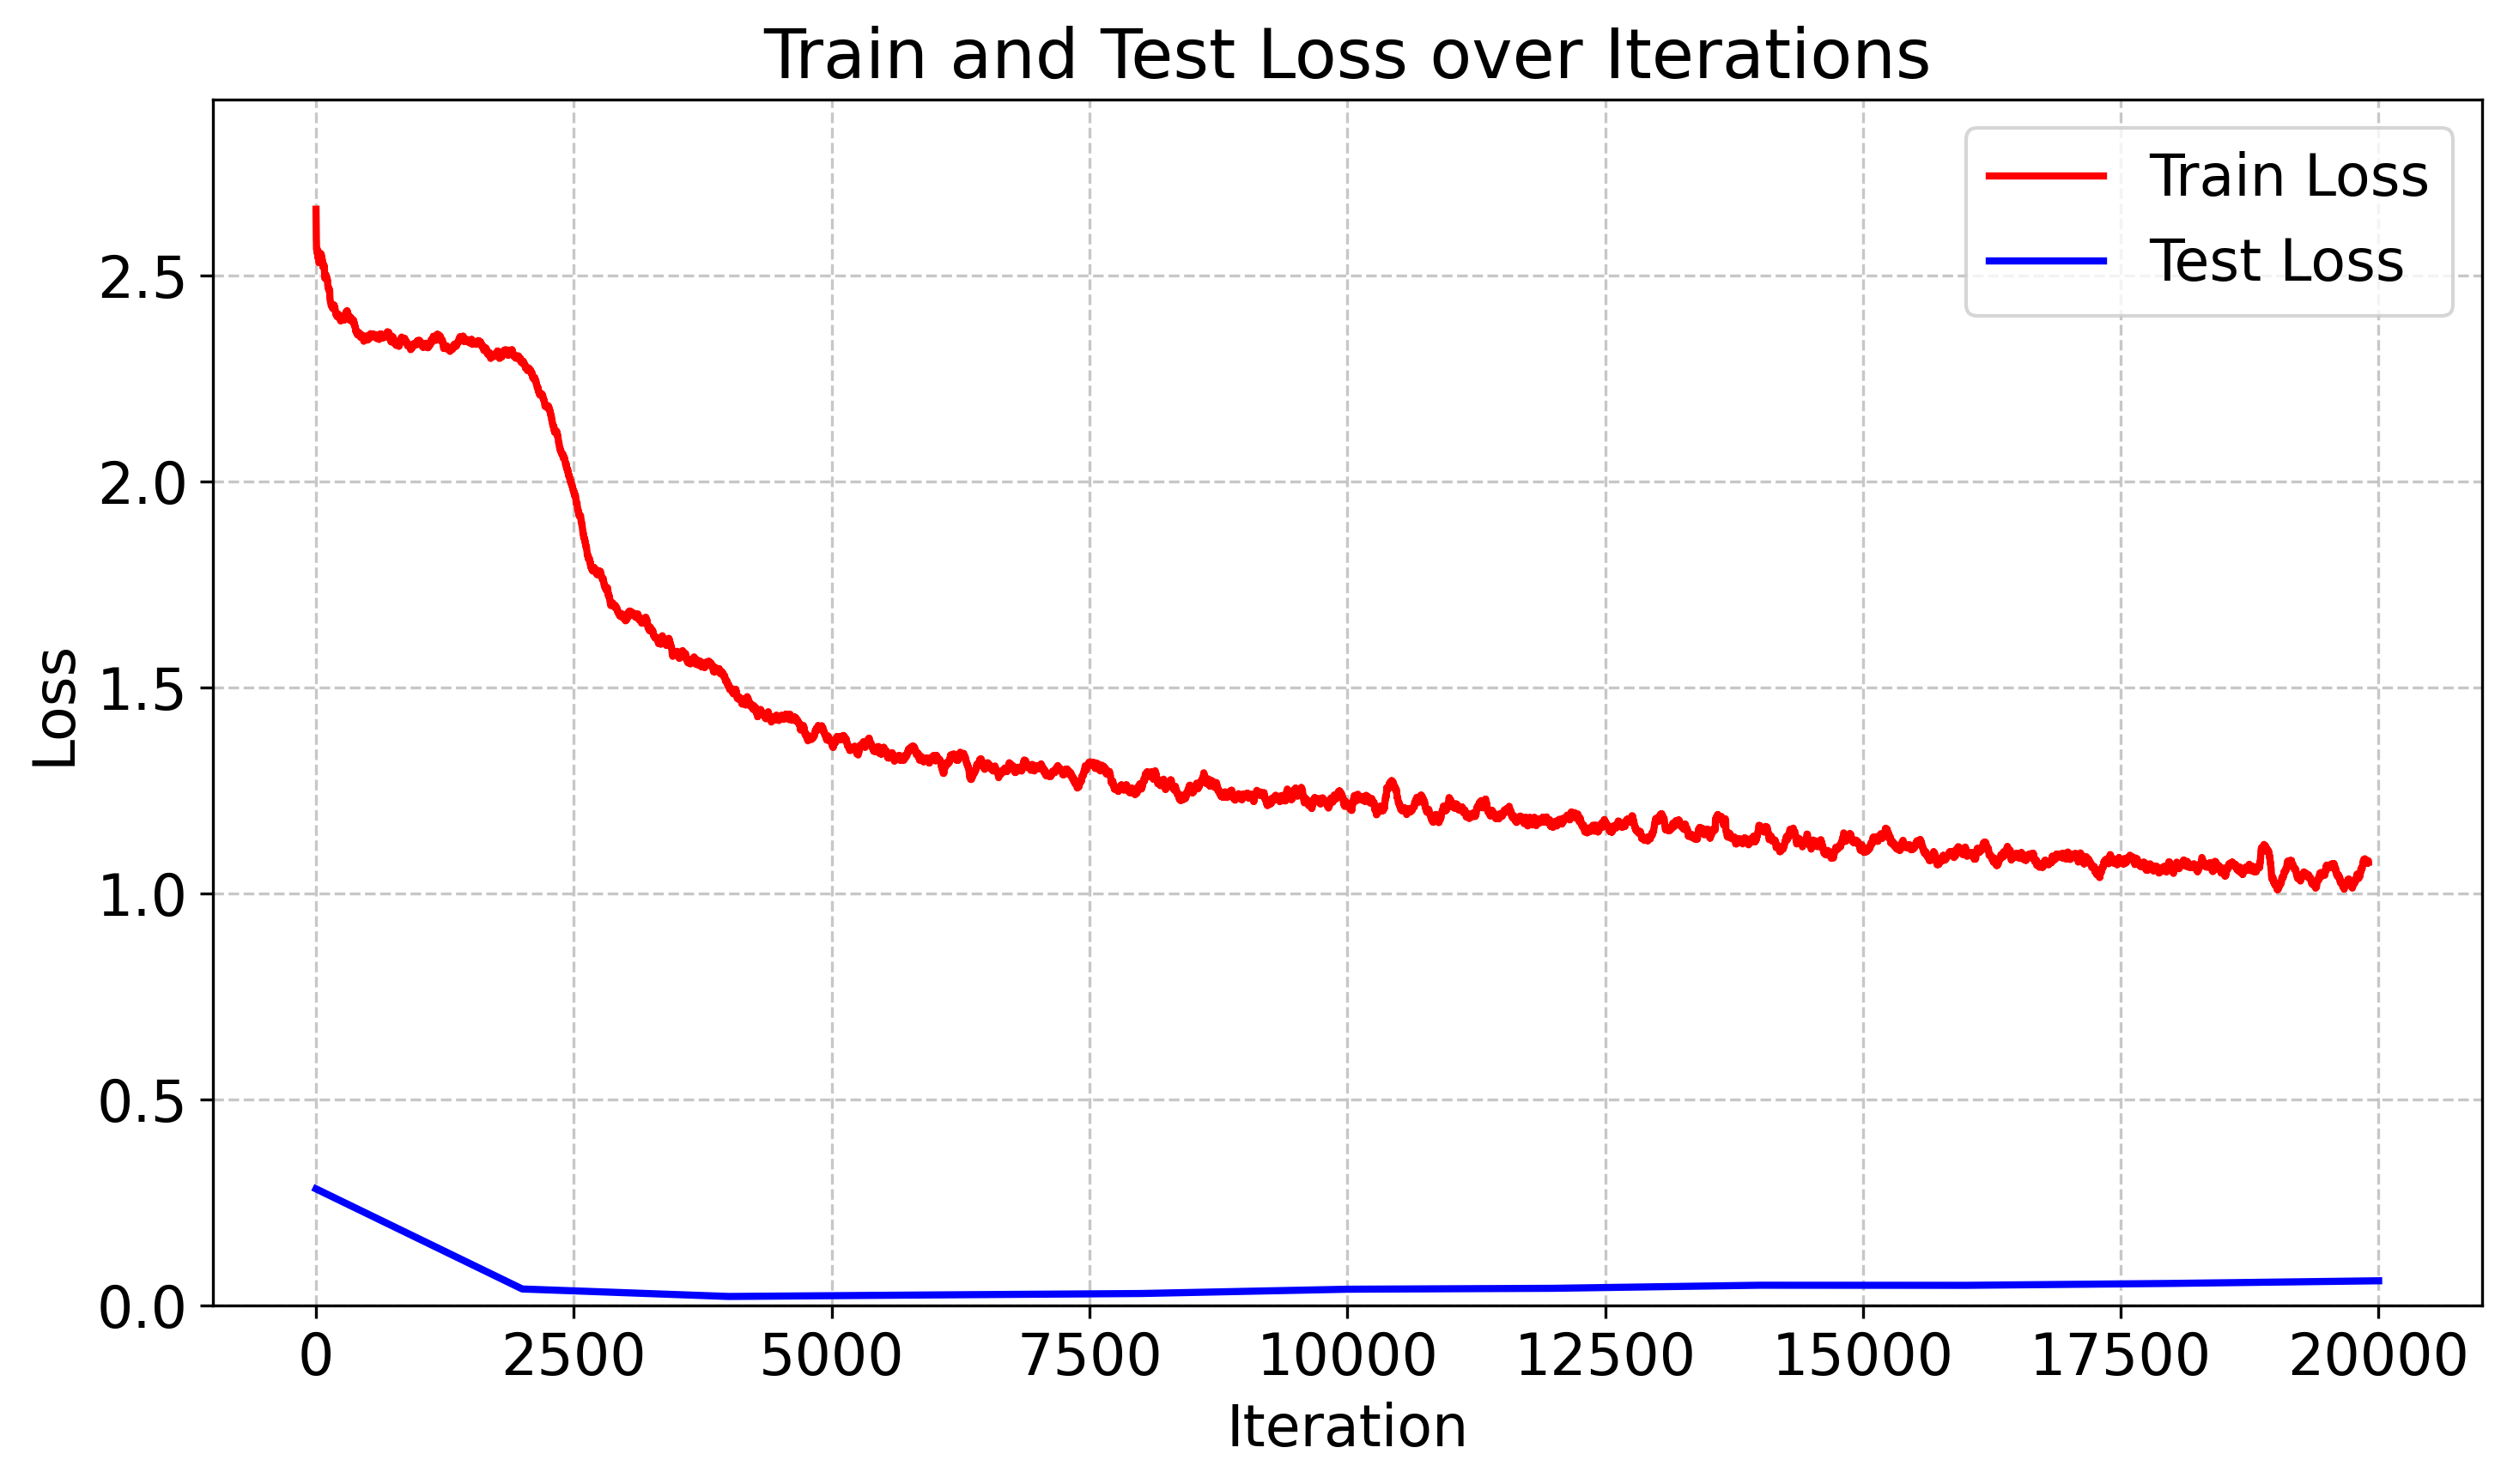 Train and Test Loss over Iterations
Train Loss
Test Loss
Loss
2.5
2.0
1.5
1.0
0.5
0.0
0 2500 5000 7500 10000 12500 15000 17500 20000
Iteration